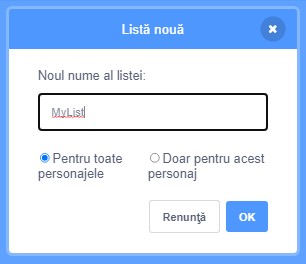 Listă nouă
Noul nume al listei:
MyList
Pentru toate personajele
Doar pentru acest personaj
Renunţă
OK